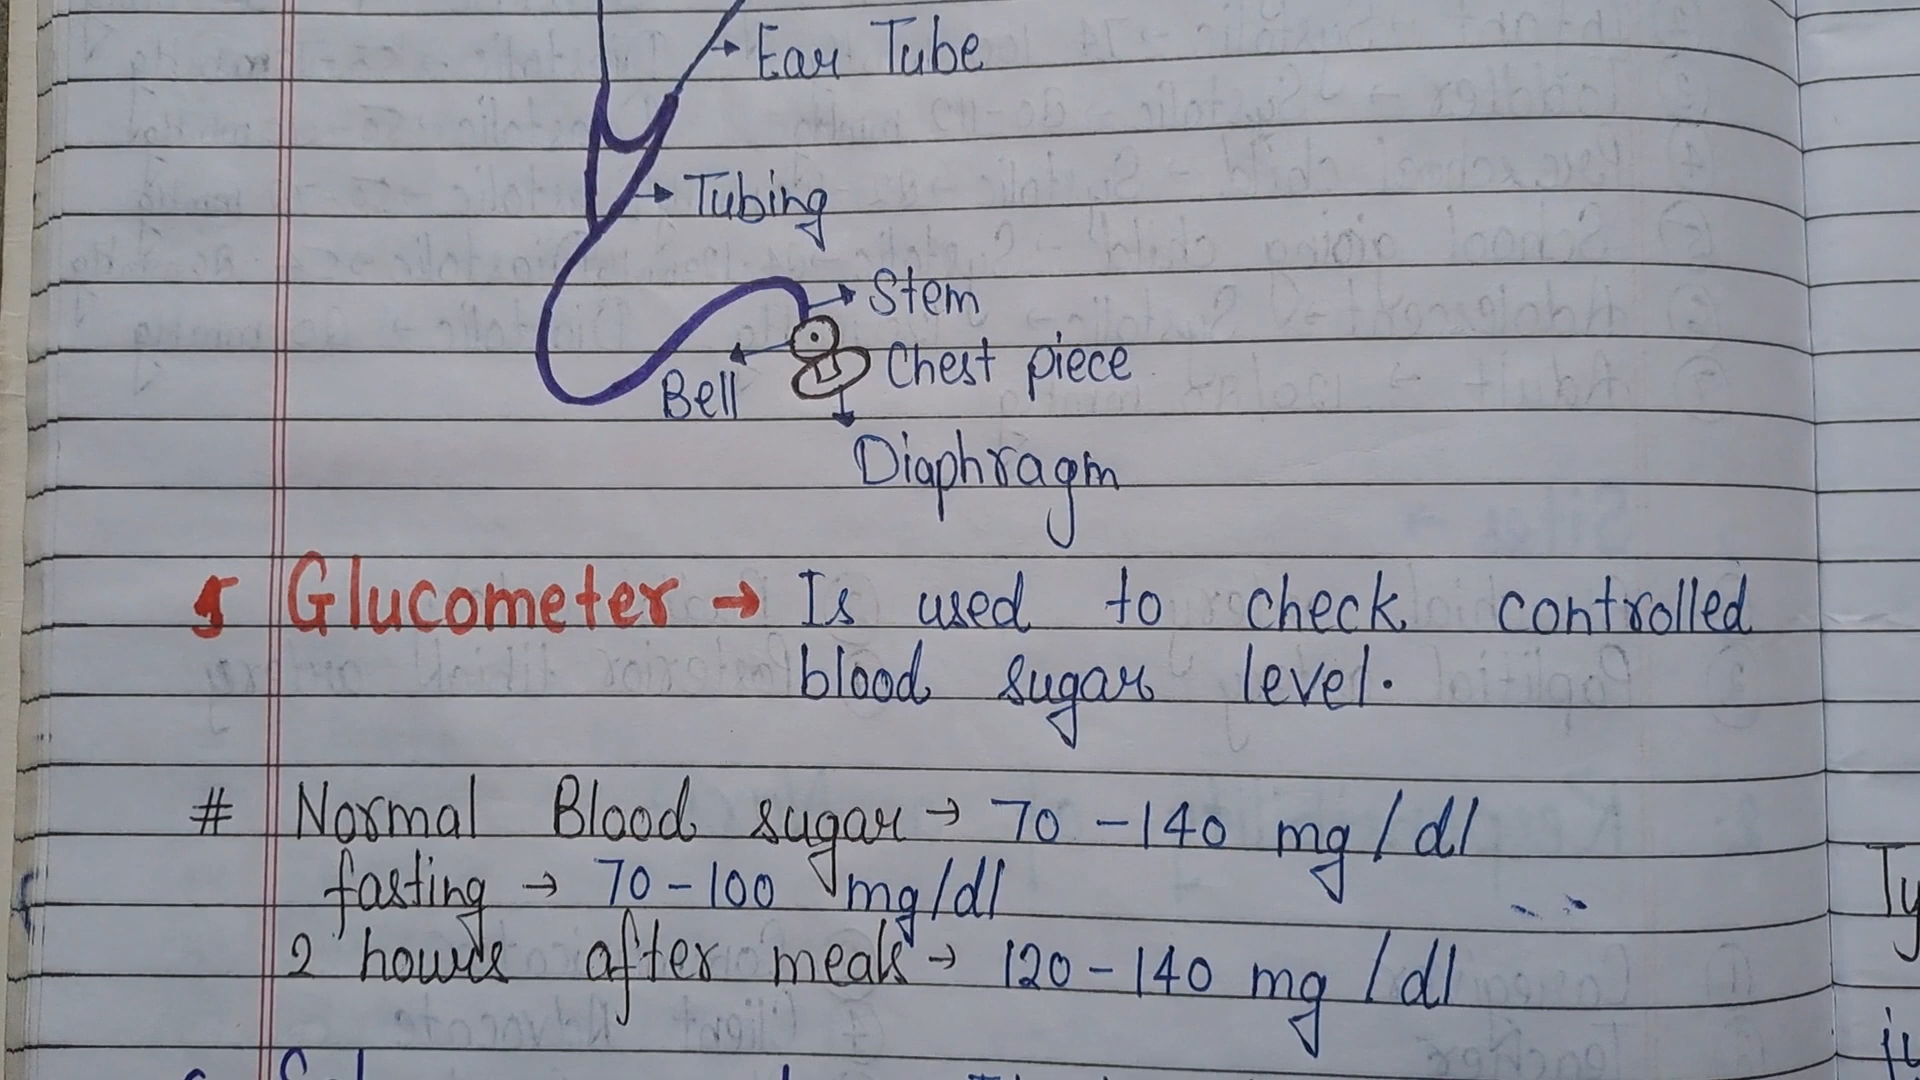 Ear Tube
Tubing
Stem
Chest piece
Bell
Diaphragm
5 Glucometer → Is used to check controlled
blood sugar level.
# Normal Blood sugar → 70-140 mg/dl
fasting → 70-100 mg/dl
2 hours after meals → 120-140 mg/dl
Ty